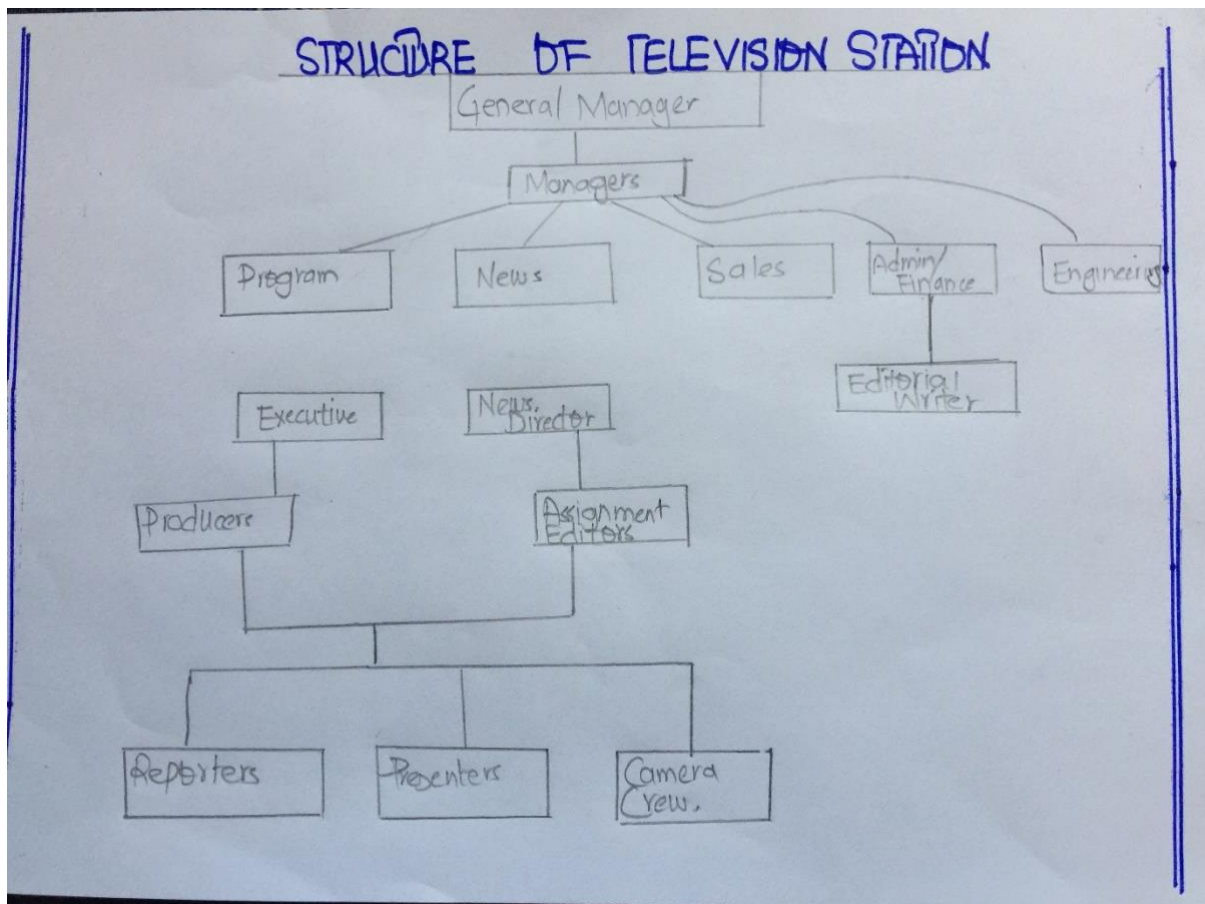 STRUCTURE OF TELEVISION STATION
General Manager
Managers
Program
News
Sales
Admin/
Finance
Engineering
Editorial
Writer
Executive
News.
Director
Producers
Assignment
Editors
Reporters
Presenters
Camera
Crew.